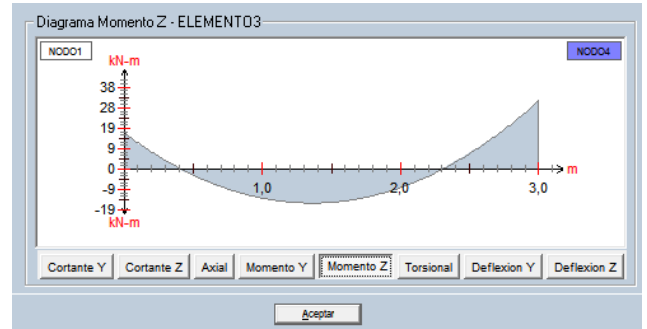 Diagrama Momento Z - ELEMENTO3
NODO1
NODO4
kN-m
38
28
19
9
0
-9
-19
kN-m
1,0
2,0
3,0
m
Cortante Y Cortante Z Axial Momento Y Momento Z Torsional Deflexion Y Deflexion Z
Aceptar